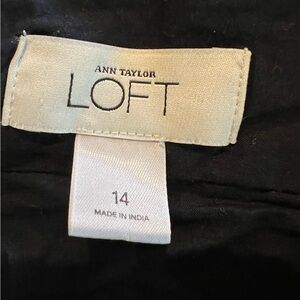 ANN TAYLOR
LOFT
14
MADE IN INDIA